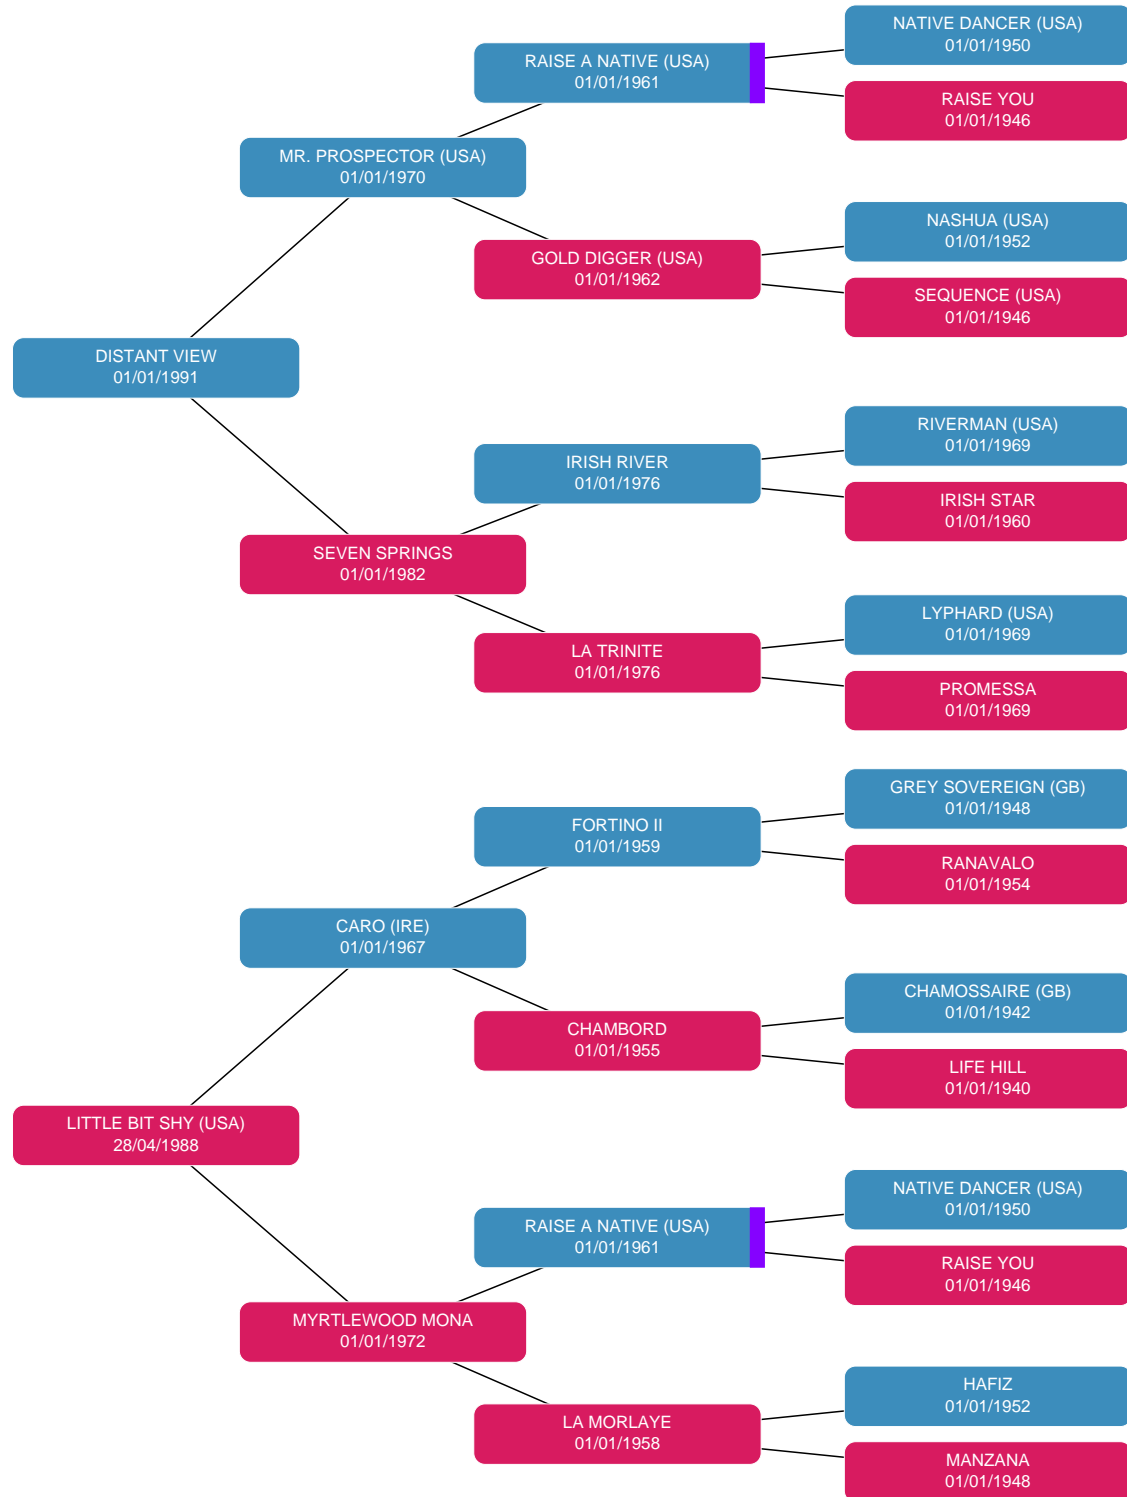 NATIVE DANCER (USA)
01/01/1950
RAISE A NATIVE (USA)
01/01/1961
RAISE YOU
01/01/1946
MR. PROSPECTOR (USA)
01/01/1970
NASHUA (USA)
01/01/1952
GOLD DIGGER (USA)
01/01/1962
SEQUENCE (USA)
01/01/1946
DISTANT VIEW
01/01/1991
RIVERMAN (USA)
01/01/1969
IRISH RIVER
01/01/1976
IRISH STAR
01/01/1960
SEVEN SPRINGS
01/01/1982
LYPHARD (USA)
01/01/1969
LA TRINITE
01/01/1976
PROMESSA
01/01/1969
GREY SOVEREIGN (GB)
01/01/1948
FORTINO II
01/01/1959
RANAVALO
01/01/1954
CARO (IRE)
01/01/1967
CHAMOSSAIRE (GB)
01/01/1942
CHAMBORD
01/01/1955
LIFE HILL
01/01/1940
LITTLE BIT SHY (USA)
28/04/1988
NATIVE DANCER (USA)
01/01/1950
RAISE A NATIVE (USA)
01/01/1961
RAISE YOU
01/01/1946
MYRTLEWOOD MONA
01/01/1972
HAFIZ
01/01/1952
LA MORLAYE
01/01/1958
MANZANA
01/01/1948